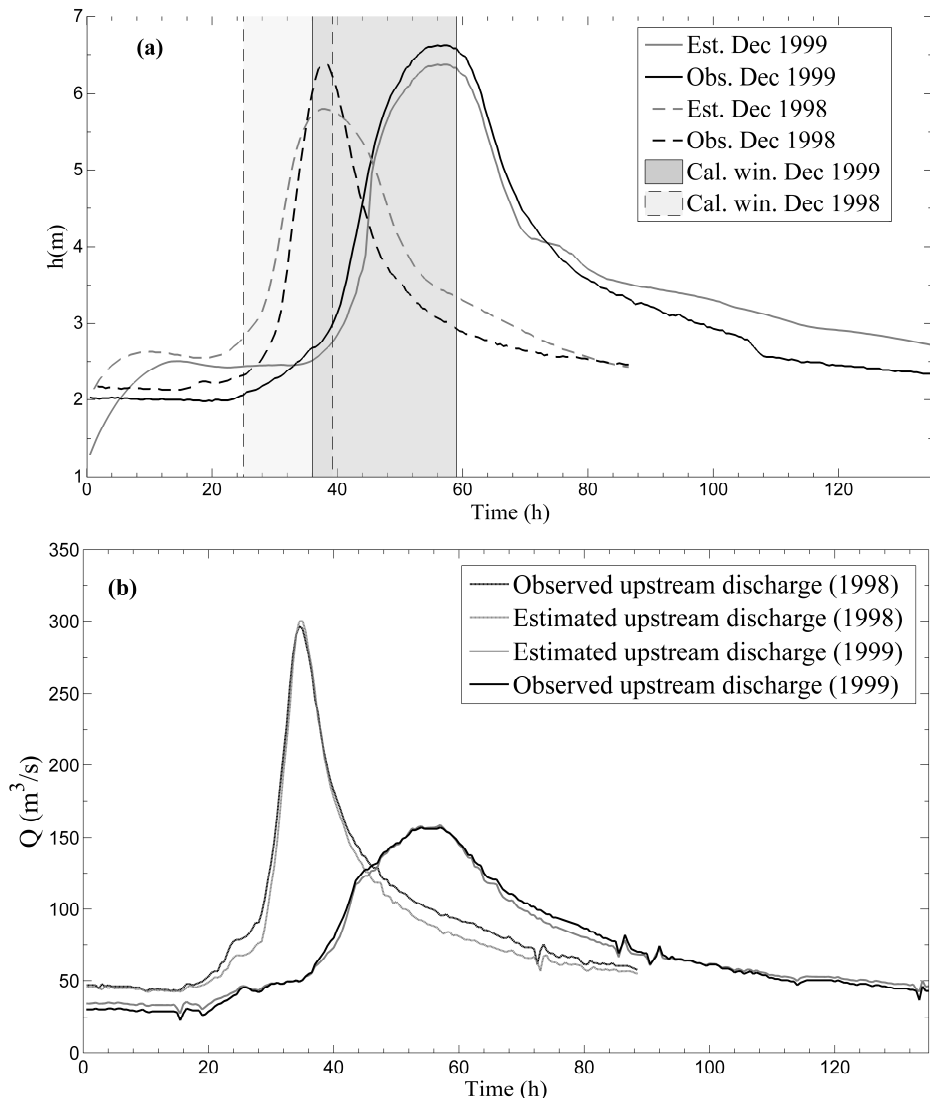 (a)
Est. Dec 1999
Obs. Dec 1999
Est. Dec 1998
Obs. Dec 1998
Cal. win. Dec 1999
Cal. win. Dec 1998
7
6
5
4
3
2
1
h(m)
0 20 40 60 80 100 120
Time (h)
(b)
Observed upstream discharge (1998)
Estimated upstream discharge (1998)
Estimated upstream discharge (1999)
Observed upstream discharge (1999)
350
300
250
200
150
100
50
0
Q (m³/s)
0 20 40 60 80 100 120
Time (h)